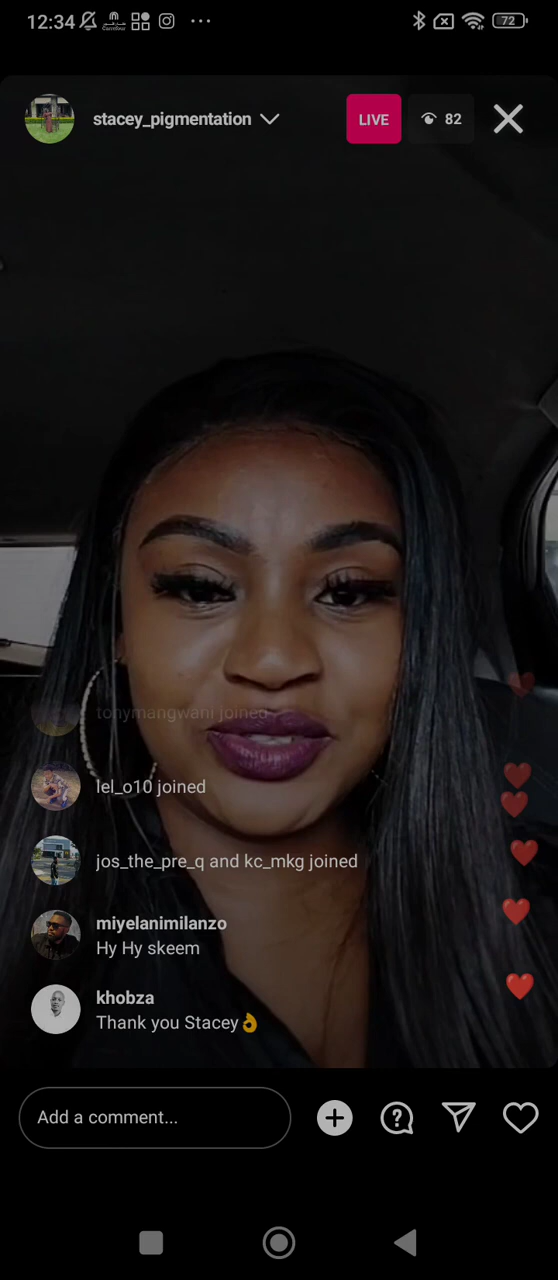 12:34
Carrefour
72
stacey_pigmentation
LIVE
82
tonymangwani joined
lel_o10 joined
jos_the_pre_q and kc_mkg joined
miyelanimilanzo
Hy Hy skeem
khobza
Thank you Stacey👌
Add a comment...